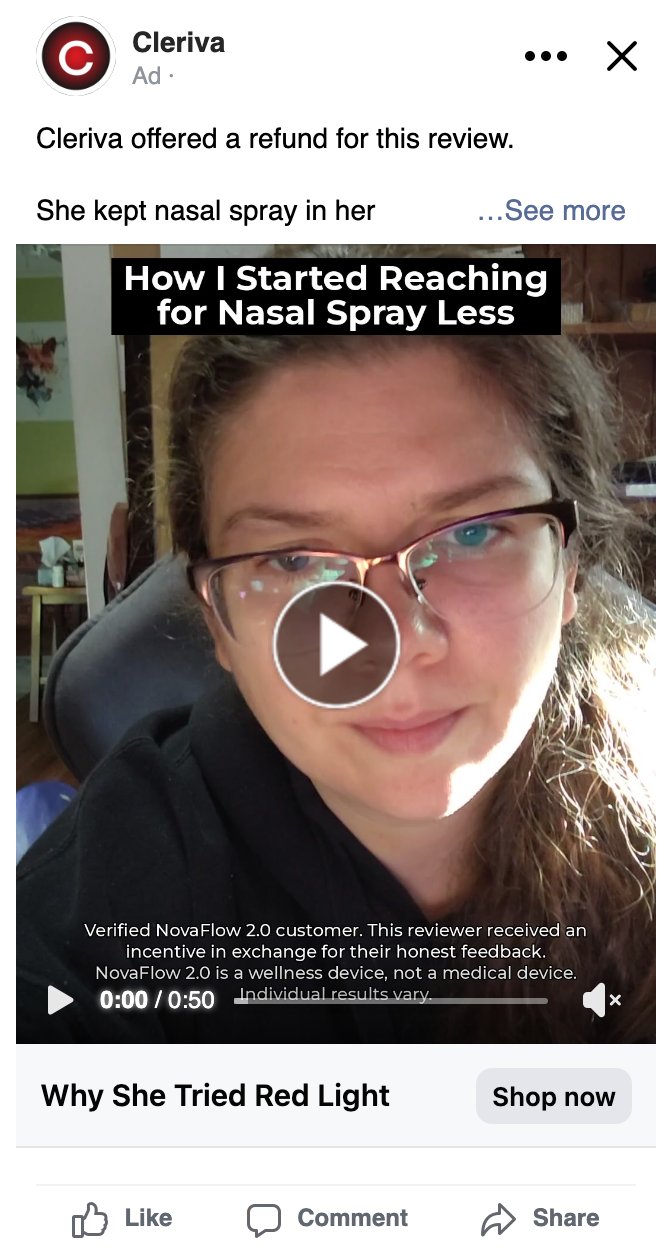 C
Cleriva
Ad ·
Cleriva offered a refund for this review.
She kept nasal spray in her ...See more
How I Started Reaching
for Nasal Spray Less
Verified NovaFlow 2.0 customer. This reviewer received an
incentive in exchange for their honest feedback.
NovaFlow 2.0 is a wellness device, not a medical device.
Individual results vary.
0:00 / 0:50
Why She Tried Red Light
Shop now
Like Comment Share